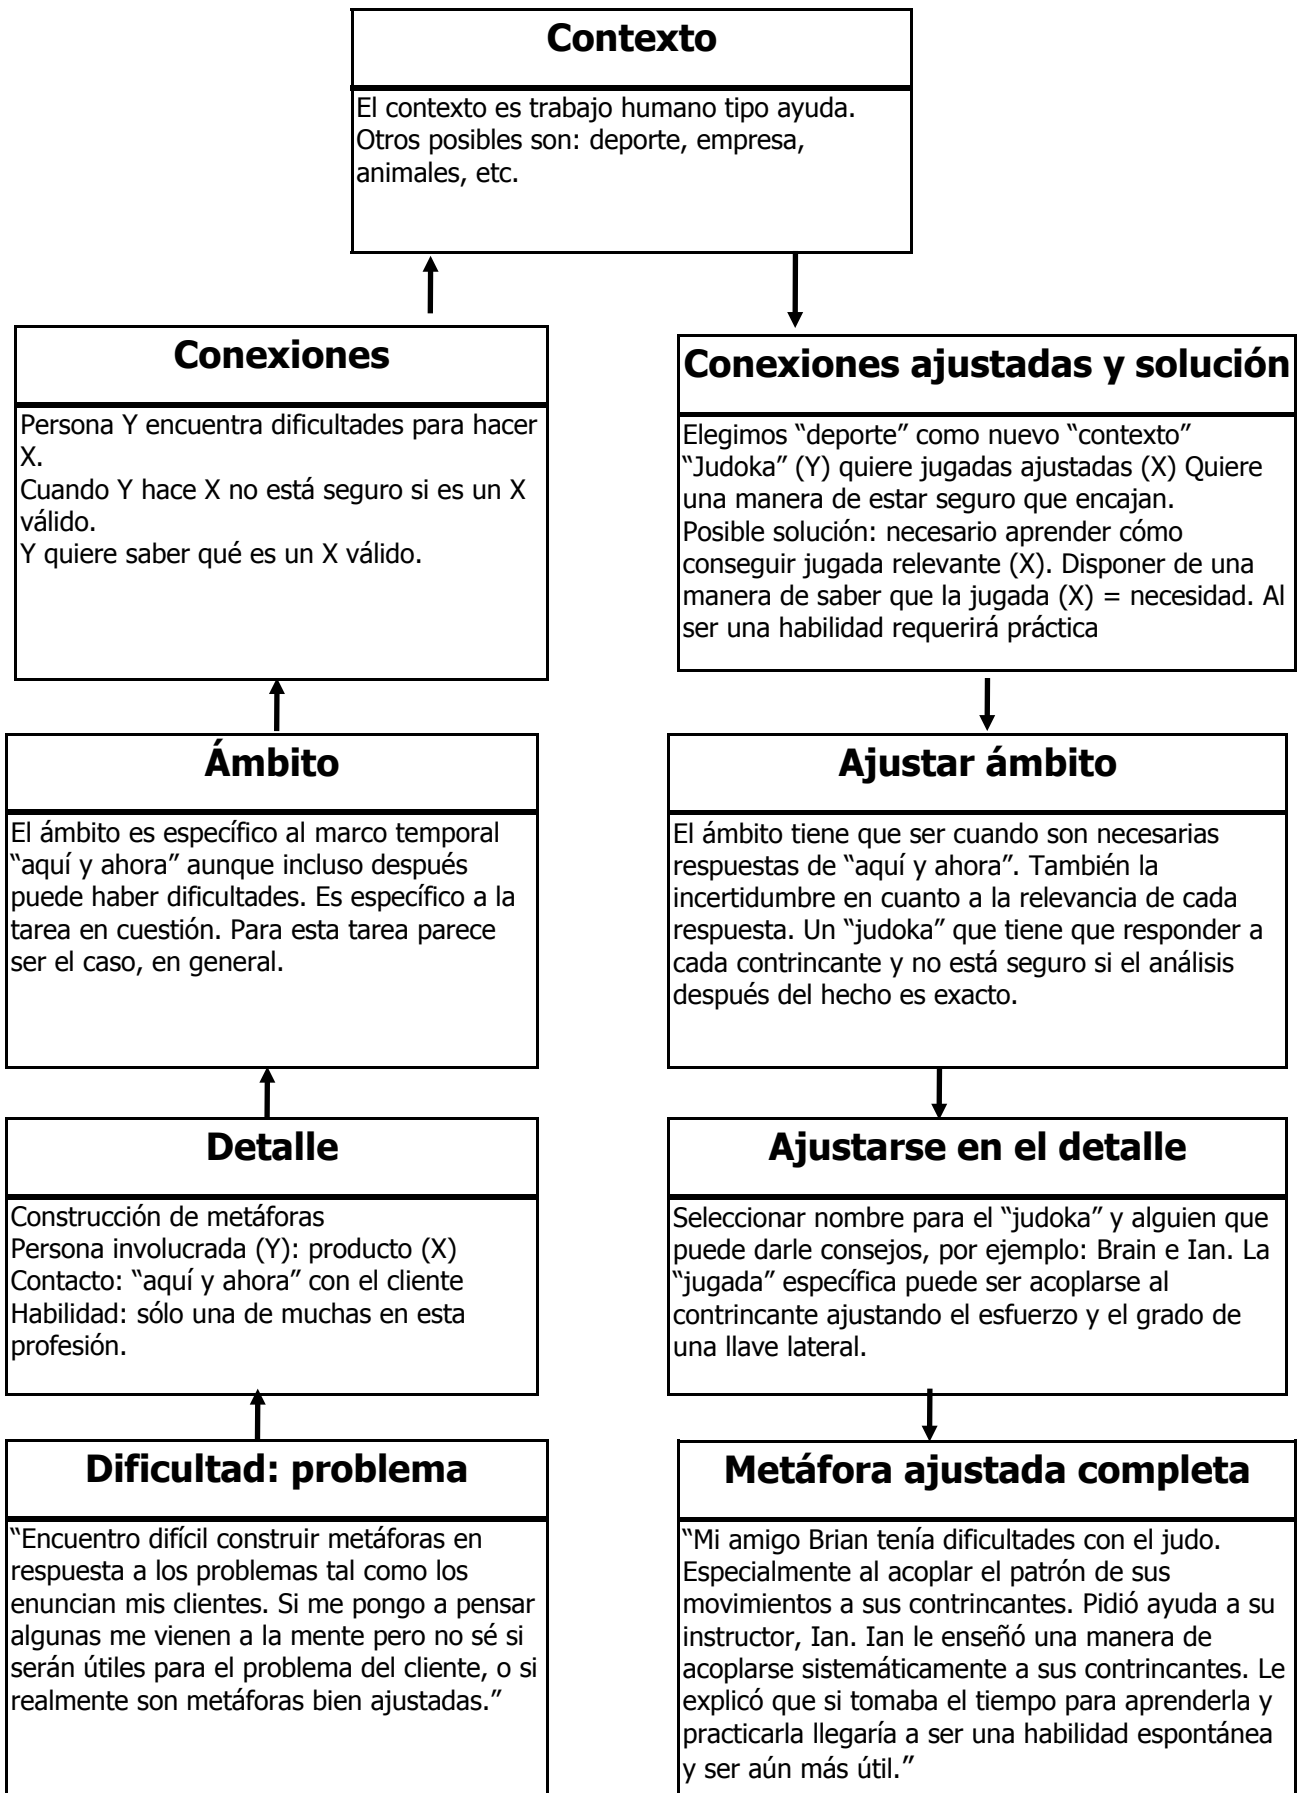 Contexto
El contexto es trabajo humano tipo ayuda.
Otros posibles son: deporte, empresa,
animales, etc.
Conexiones
Persona Y encuentra dificultades para hacer
X.
Cuando Y hace X no está seguro si es un X
válido.
Y quiere saber qué es un X válido.
Conexiones ajustadas y solución
Elegimos “deporte” como nuevo “contexto”
“Judoka” (Y) quiere jugadas ajustadas (X) Quiere
una manera de estar seguro que encajan.
Posible solución: necesario aprender cómo
conseguir jugada relevante (X). Disponer de una
manera de saber que la jugada (X) = necesidad. Al
ser una habilidad requerirá práctica
Ámbito
El ámbito es específico al marco temporal
“aquí y ahora” aunque incluso después
puede haber dificultades. Es específico a la
tarea en cuestión. Para esta tarea parece
ser el caso, en general.
Ajustar ámbito
El ámbito tiene que ser cuando son necesarias
respuestas de “aquí y ahora”. También la
incertidumbre en cuanto a la relevancia de cada
respuesta. Un “judoka” que tiene que responder a
cada contrincante y no está seguro si el análisis
después del hecho es exacto.
Detalle
Construcción de metáforas
Persona involucrada (Y): producto (X)
Contacto: “aquí y ahora” con el cliente
Habilidad: sólo una de muchas en esta
profesión.
Ajustarse en el detalle
Seleccionar nombre para el “judoka” y alguien que
puede darle consejos, por ejemplo: Brain e Ian. La
“jugada” específica puede ser acoplarse al
contrincante ajustando el esfuerzo y el grado de
una llave lateral.
Dificultad: problema
“Encuentro difícil construir metáforas en
respuesta a los problemas tal como los
enuncian mis clientes. Si me pongo a pensar
algunas me vienen a la mente pero no sé si
serán útiles para el problema del cliente, o si
realmente son metáforas bien ajustadas.”
Metáfora ajustada completa
“Mi amigo Brian tenía dificultades con el judo.
Especialmente al acoplar el patrón de sus
movimientos a sus contrincantes. Pidió ayuda a su
instructor, Ian. Ian le enseñó una manera de
acoplarse sistemáticamente a sus contrincantes. Le
explicó que si tomaba el tiempo para aprenderla y
practicarla llegaría a ser una habilidad espontánea
y ser aún más útil.”